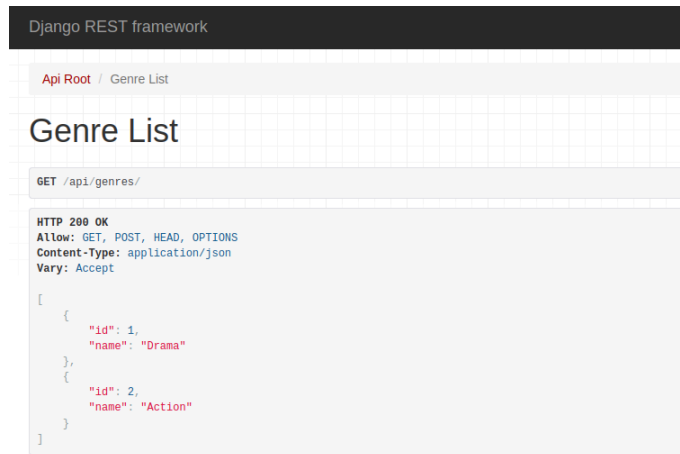 Django REST framework
Api Root / Genre List
Genre List
GET /api/genres/
HTTP 200 OK
Allow: GET, POST, HEAD, OPTIONS
Content-Type: application/json
Vary: Accept
[
    {
        "id": 1,
        "name": "Drama"
    },
    {
        "id": 2,
        "name": "Action"
    }
]